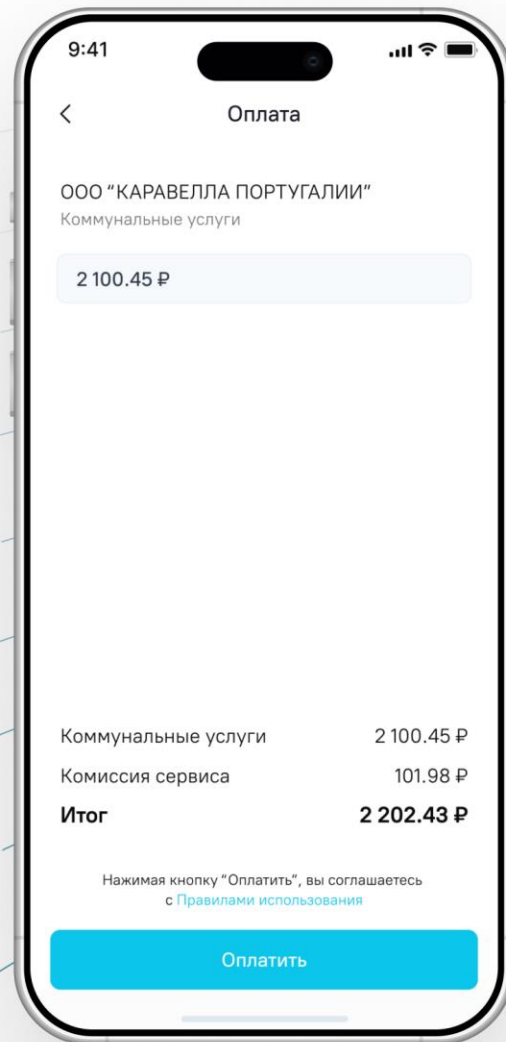 9:41
Оплата
ООО “КАРАВЕЛЛА ПОРТУГАЛИИ”
Коммунальные услуги
2 100.45 ₽
Коммунальные услуги 2 100.45 ₽
Комиссия сервиса 101.98 ₽
Итог 2 202.43 ₽
Нажимая кнопку “Оплатить”, вы соглашаетесь
с Правилами использования
Оплатить